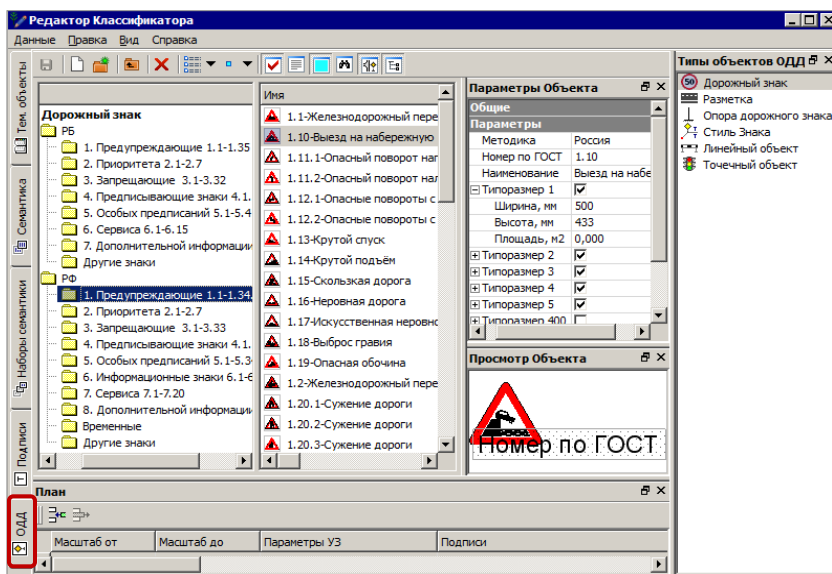 Редактор Классификатора
Данные Правка Вид Справка
Тем. объекты
Семантика
Наборы семантики
Подписи
ОДД
Дорожный знак
РБ
1. Предупреждающие 1.1-1.35
2. Приоритета 2.1-2.7
3. Запрещающие 3.1-3.32
4. Предписывающие знаки 4.1.
5. Особых предписаний 5.1-5.4
6. Сервиса 6.1-6.15
7. Дополнительной информации
Другие знаки
РФ
1. Предупреждающие 1.1-1.34.
2. Приоритета 2.1-2.7
3. Запрещающие 3.1-3.33
4. Предписывающие знаки 4.1.
5. Особых предписаний 5.1-5.3
6. Информационные знаки 6.1-6
7. Сервиса 7.1-7.20
8. Дополнительной информации
Временные
Другие знаки
Имя
1.1-Железнодорожный пере
1.10-Выезд на набережную
1.11.1-Опасный поворот наг
1.11.2-Опасный поворот нал
1.12.1-Опасные повороты с
1.12.2-Опасные повороты с
1.13-Крутой спуск
1.14-Крутой подъём
1.15-Скользкая дорога
1.16-Неровная дорога
1.17-Искусственная неровнс
1.18-Выброс гравия
1.19-Опасная обочина
1.2-Железнодорожный пере
1.20.1-Сужение дороги
1.20.2-Сужение дороги
1.20.3-Сужение дороги
Параметры Объекта
Общие
Параметры
Методика Россия
Номер по ГОСТ 1.10
Наименование Выезд на набе
Типоразмер 1
Ширина, мм 500
Высота, мм 433
Площадь, м2 0,000
Типоразмер 2
Типоразмер 3
Типоразмер 4
Типоразмер 5
Типоразмер 400
Просмотр Объекта
Номер по ГОСТ
Типы объектов ОДД
50 Дорожный знак
Разметка
Опора дорожного знака
Стиль Знака
Линейный объект
Точечный объект
План
Масштаб от Масштаб до Параметры УЗ Подписи